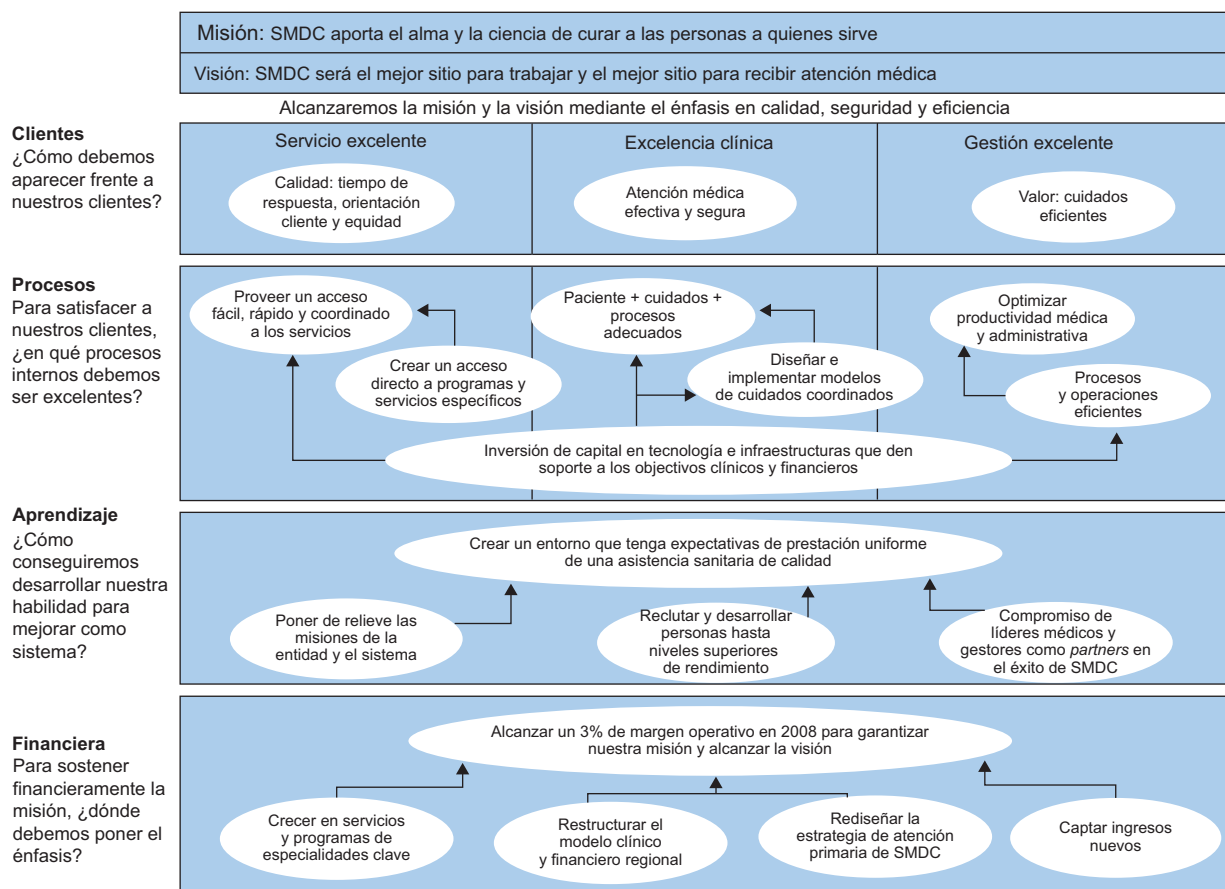 Misión: SMDC aporta el alma y la ciencia de curar a las personas a quienes sirve
Visión: SMDC será el mejor sitio para trabajar y el mejor sitio para recibir atención médica
Alcanzaremos la misión y la visión mediante el énfasis en calidad, seguridad y eficiencia
Clientes
¿Cómo debemos
aparecer frente a
nuestros clientes?
Servicio excelente
Calidad: tiempo de
respuesta, orientación
cliente y equidad
Excelencia clínica
Atención médica
efectiva y segura
Gestión excelente
Valor: cuidados
eficientes
Procesos
Para satisfacer a
nuestros clientes,
¿en qué procesos
internos debemos
ser excelentes?
Proveer un acceso
fácil, rápido y coordinado
a los servicios
Crear un acceso
directo a programas y
servicios específicos
Paciente + cuidados +
procesos
adecuados
Diseñar e
implementar modelos
de cuidados coordinados
Optimizar
productividad médica
y administrativa
Procesos
y operaciones
eficientes
Inversión de capital en tecnología e infraestructuras que den
soporte a los objetivos clínicos y financieros
Aprendizaje
¿Cómo
conseguiremos
desarrollar nuestra
habilidad para
mejorar como
sistema?
Crear un entorno que tenga expectativas de prestación uniforme
de una asistencia sanitaria de calidad
Poner de relieve las
misiones de la
entidad y el sistema
Reclutar y desarrollar
personas hasta
niveles superiores
de rendimiento
Compromiso de
líderes médicos y
gestores como partners en
el éxito de SMDC
Financiera
Para sostener
financieramente la
misión, ¿dónde
debemos poner el
énfasis?
Alcanzar un 3% de margen operativo en 2008 para garantizar
nuestra misión y alcanzar la visión
Crecer en servicios
y programas de
especialidades clave
Restructurar el
modelo clínico
y financiero regional
Rediseñar la
estrategia de atención
primaria de SMDC
Captar ingresos
nuevos